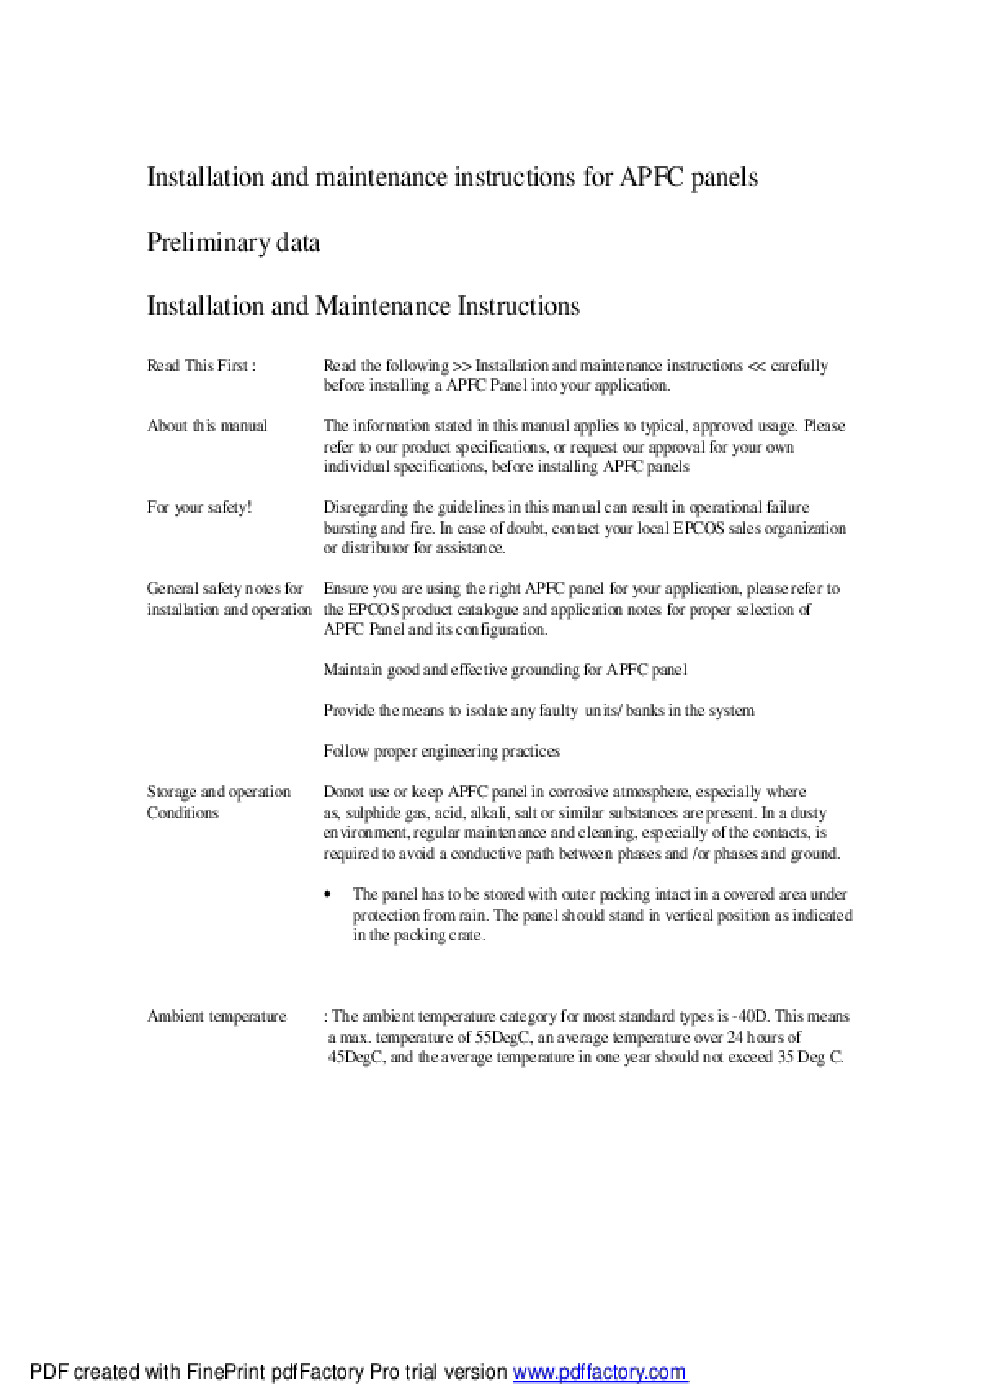 Installation and maintenance instructions for APFC panels
Preliminary data
Installation and Maintenance Instructions
Read This First : Read the following >> Installation and maintenance instructions << carefully
before installing a APFC Panel into your application.
About this manual The information stated in this manual applies to typical, approved usage. Please
refer to our product specifications, or request our approval for your own
individual specifications, before installing APFC panels
For your safety! Disregarding the guidelines in this manual can result in operational failure
bursting and fire. In case of doubt, contact your local EPCOS sales organization
or distributor for assistance.
General safety notes for Ensure you are using the right APFC panel for your application, please refer to
installation and operation the EPCOS product catalogue and application notes for proper selection of
APFC Panel and its configuration.
Maintain good and effective grounding for APFC panel
Provide the means to isolate any faulty units/ banks in the system
Follow proper engineering practices
Storage and operation Donot use or keep APFC panel in corrosive atmosphere, especially where
Conditions as, sulphide gas, acid, alkali, salt or similar substances are present. In a dusty
environment, regular maintenance and cleaning, especially of the contacts, is
required to avoid a conductive path between phases and /or phases and ground.
• The panel has to be stored with outer packing intact in a covered area under
protection from rain. The panel should stand in vertical position as indicated
in the packing crate.
Ambient temperature : The ambient temperature category for most standard types is -40D. This means
a max. temperature of 55DegC, an average temperature over 24 hours of
45DegC, and the average temperature in one year should not exceed 35 Deg C.
PDF created with FinePrint pdfFactory Pro trial version www.pdffactory.com